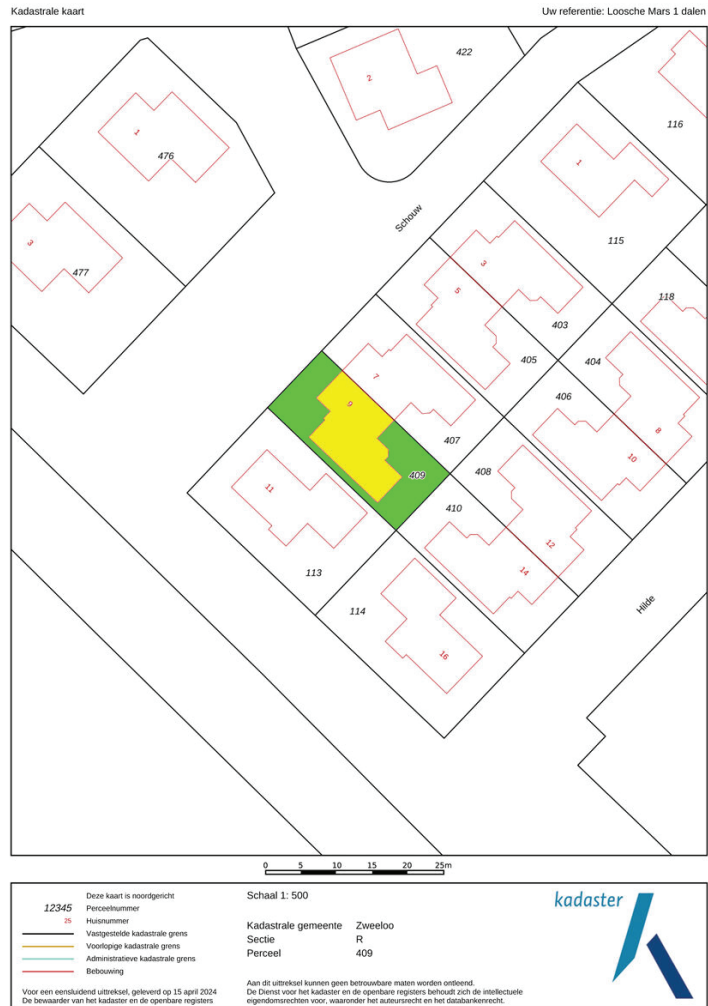 Kadastrale kaart
Uw referentie: Loosche Mars 1 dalen
422
2
116
1
476
1
Schouw
115
3
3
477
5
118
403
404
405
7
406
9
8
407
10
409
408
11
410
12
14
113
Hilde
114
16
0 5 10 15 20 25m
Deze kaart is noordgericht
12345 Perceelnummer
25 Huisnummer
Vastgestelde kadastrale grens
Voorlopige kadastrale grens
Administratieve kadastrale grens
Bebouwing
Voor een eensluidend uittreksel, geleverd op 15 april 2024
De bewaarder van het kadaster en de openbare registers
Schaal 1: 500
Kadastrale gemeente Zweeloo
Sectie R
Perceel 409
Aan dit uittreksel kunnen geen betrouwbare maten worden ontleend.
De Dienst voor het kadaster en de openbare registers behoudt zich de intellectuele
eigendomsrechten voor, waaronder het auteursrecht en het databankenrecht.
kadaster